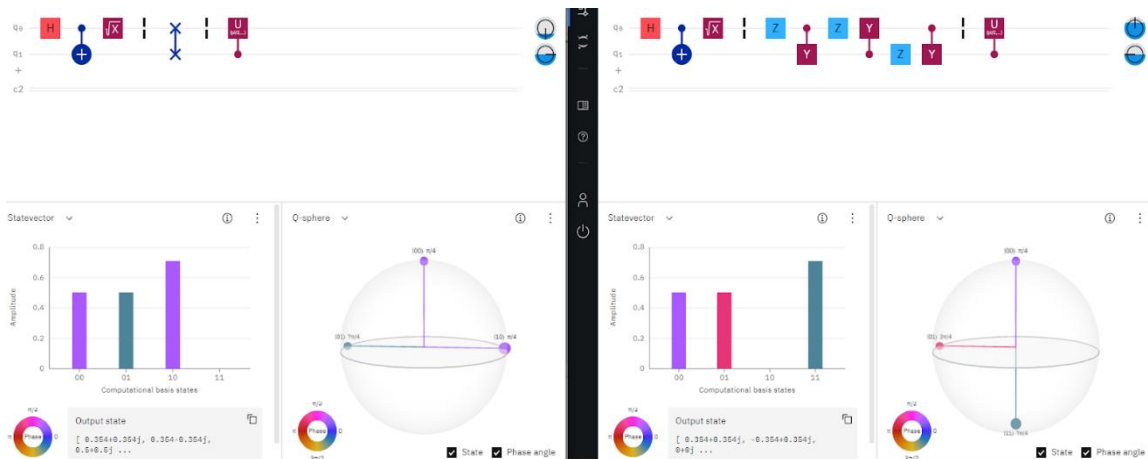 q0 H √X U
q1
+
c2
Statevector
0.8
0.6
0.4
0.2
0
Amplitude
00 01 10 11
Computational basis states
π/2
π Phase 0
3π/2
Output state
[ 0.354+0.354j, 0.354-0.354j,
0.5+0.5j ...
Q-sphere
|00⟩ π/4
|01⟩ 7π/4
|10⟩ π/4
State Phase angle
q0 H √X Z Z Y U
q1 Y Z Y
+
c2
Statevector
0.8
0.6
0.4
0.2
0
Amplitude
00 01 10 11
Computational basis states
π/2
π Phase 0
3π/2
Output state
[ 0.354+0.354j, -0.354+0.354j,
0+0j ...
Q-sphere
|00⟩ π/4
|01⟩ 3π/4
|11⟩ 7π/4
State Phase angle